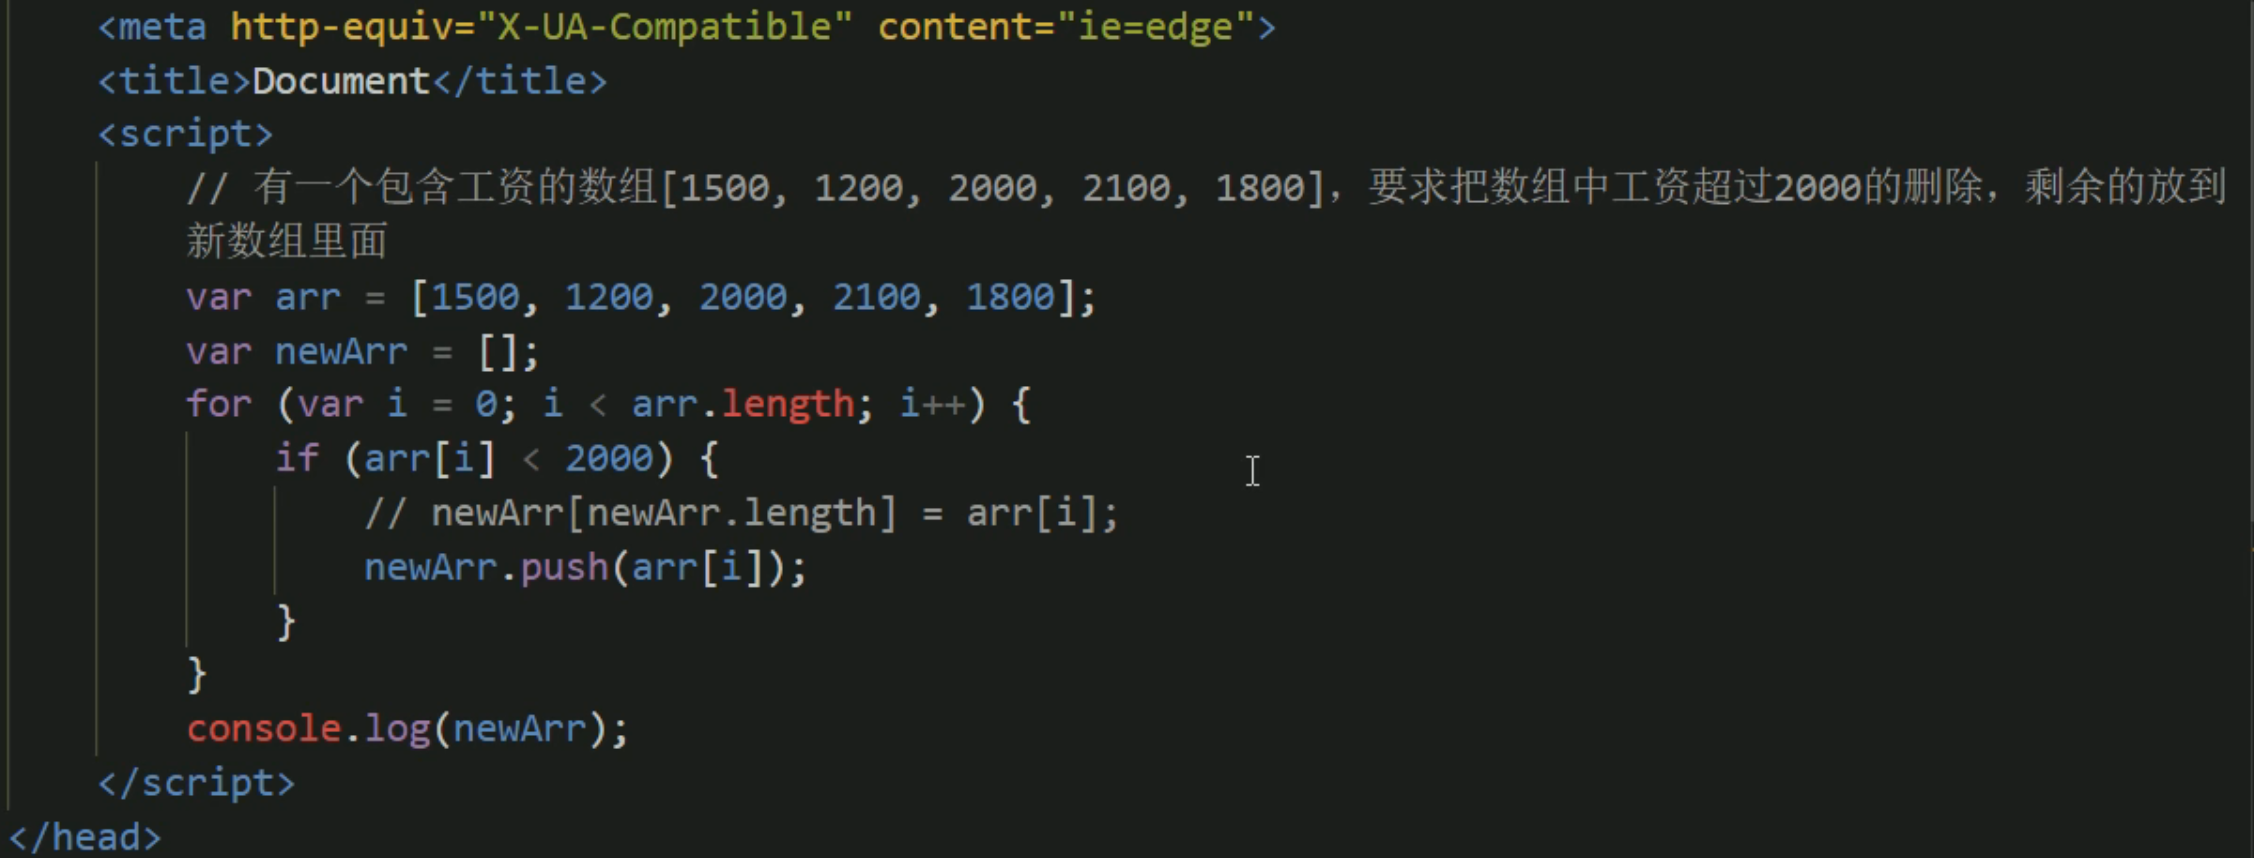 <meta http-equiv="X-UA-Compatible" content="ie=edge">
<title>Document</title>
<script>
// 有一个包含工资的数组[1500, 1200, 2000, 2100, 1800]，要求把数组中工资超过2000的删除，剩余的放到
新数组里面
var arr = [1500, 1200, 2000, 2100, 1800];
var newArr = [];
for (var i = 0; i < arr.length; i++) {
if (arr[i] < 2000) {
// newArr[newArr.length] = arr[i];
newArr.push(arr[i]);
}
}
console.log(newArr);
</script>
</head>